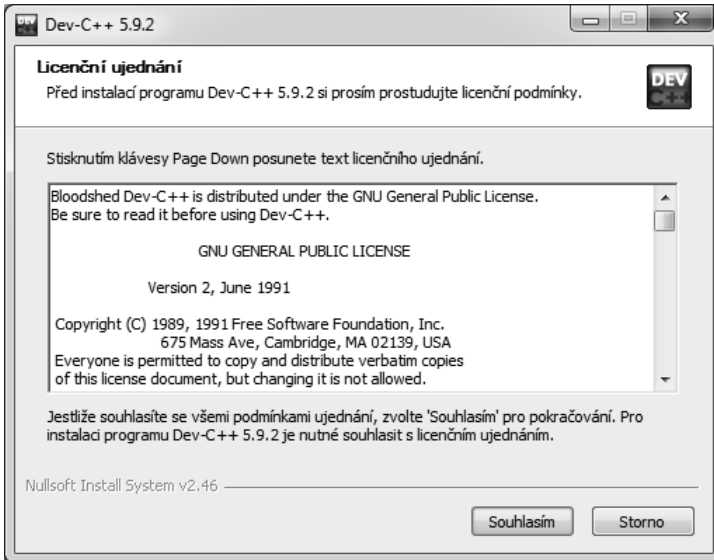 Dev-C++ 5.9.2
Licenční ujednání
Před instalací programu Dev-C++ 5.9.2 si prosím prostudujte licenční podmínky.
DEV
C++
Stisknutím klávesy Page Down posunete text licenčního ujednání.
Bloodshed Dev-C++ is distributed under the GNU General Public License.
Be sure to read it before using Dev-C++.
GNU GENERAL PUBLIC LICENSE
Version 2, June 1991
Copyright (C) 1989, 1991 Free Software Foundation, Inc.
675 Mass Ave, Cambridge, MA 02139, USA
Everyone is permitted to copy and distribute verbatim copies
of this license document, but changing it is not allowed.
Jestliže souhlasíte se všemi podmínkami ujednání, zvolte 'Souhlasím' pro pokračování. Pro
instalaci programu Dev-C++ 5.9.2 je nutné souhlasit s licenčním ujednáním.
Nullsoft Install System v2.46
Souhlasím
Storno